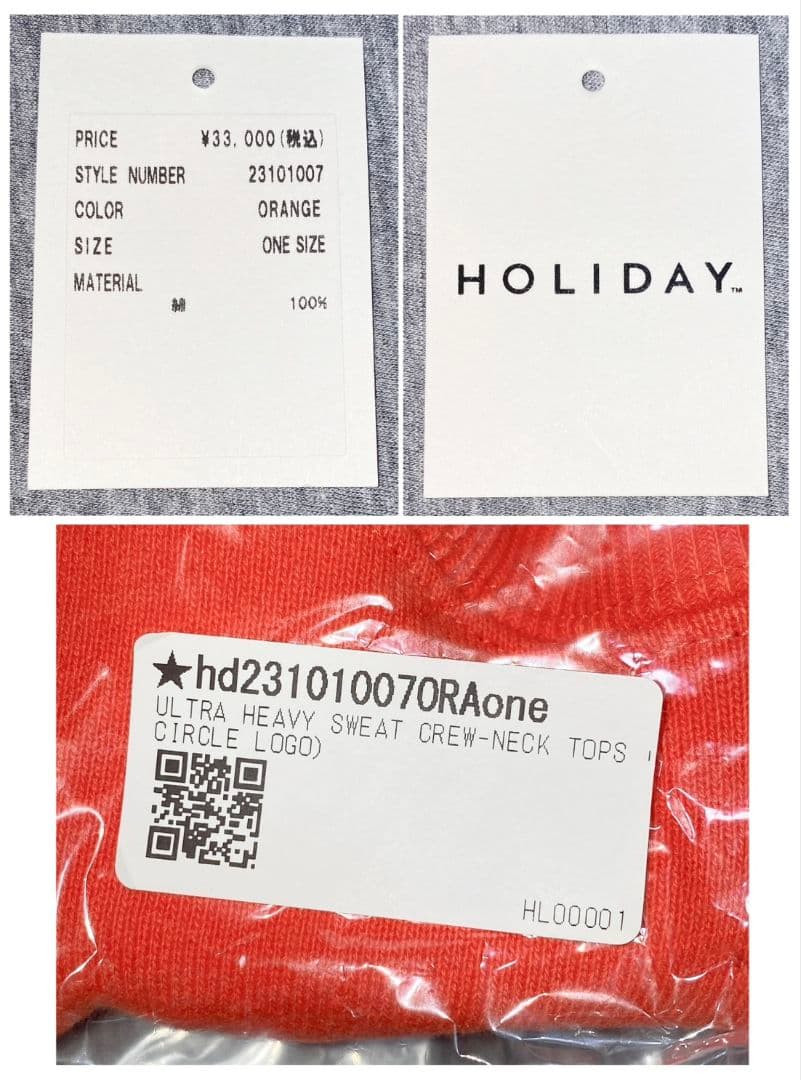 PRICE ¥33,000(税込)
STYLE NUMBER 23101007
COLOR ORANGE
SIZE ONE SIZE
MATERIAL
綿 100%
HOLIDAY™
★hd23101007ORAone
ULTRA HEAVY SWEAT CREW-NECK TOPS
CIRCLE LOGO)
HL00001